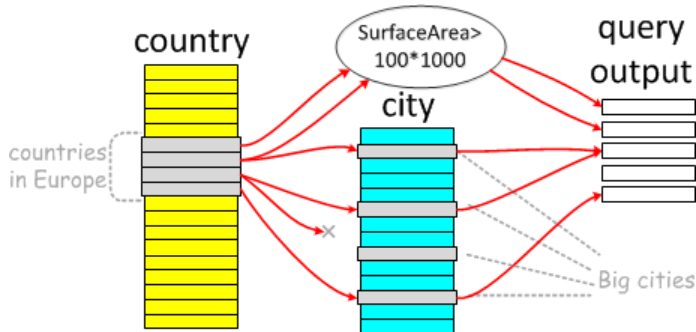 country
SurfaceArea>
100*1000
query
output
city
countries
in Europe
Big cities